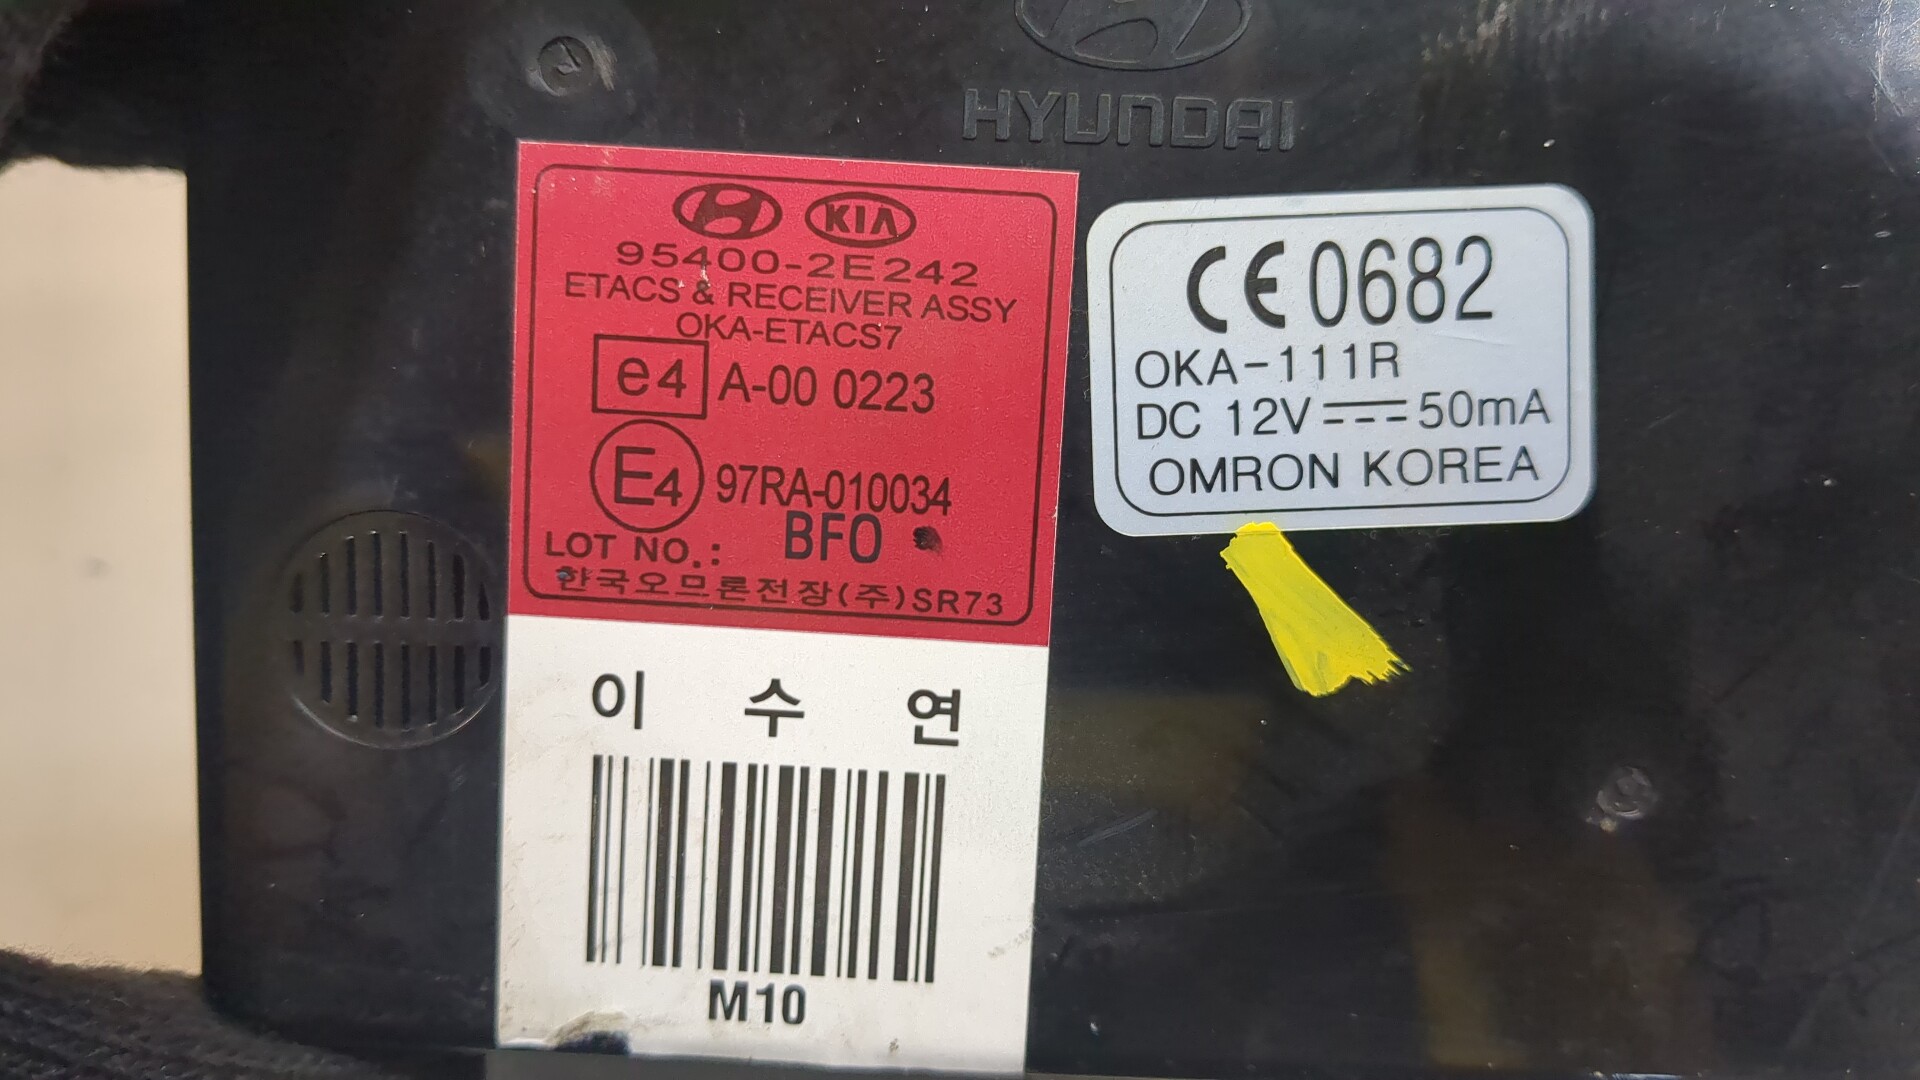 HYUNDAI
KIA
95400-2E242
ETACS & RECEIVER ASSY
OKA-ETACS7
e4 A-00 0223
E4 97RA-010034
LOT NO.: BFO
한국오므론전장(주)SR73
이 수 연
M10
CE0682
OKA-111R
DC 12V 50mA
OMRON KOREA